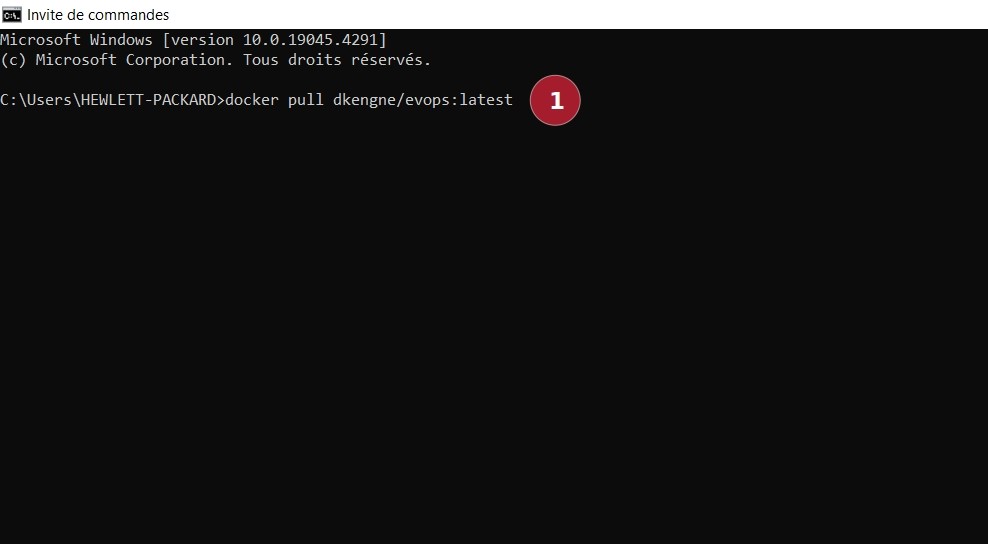 Invite de commandes
Microsoft Windows [version 10.0.19045.4291]
(c) Microsoft Corporation. Tous droits réservés.
C:\Users\HEWLETT-PACKARD>docker pull dkengne/evops:latest
1